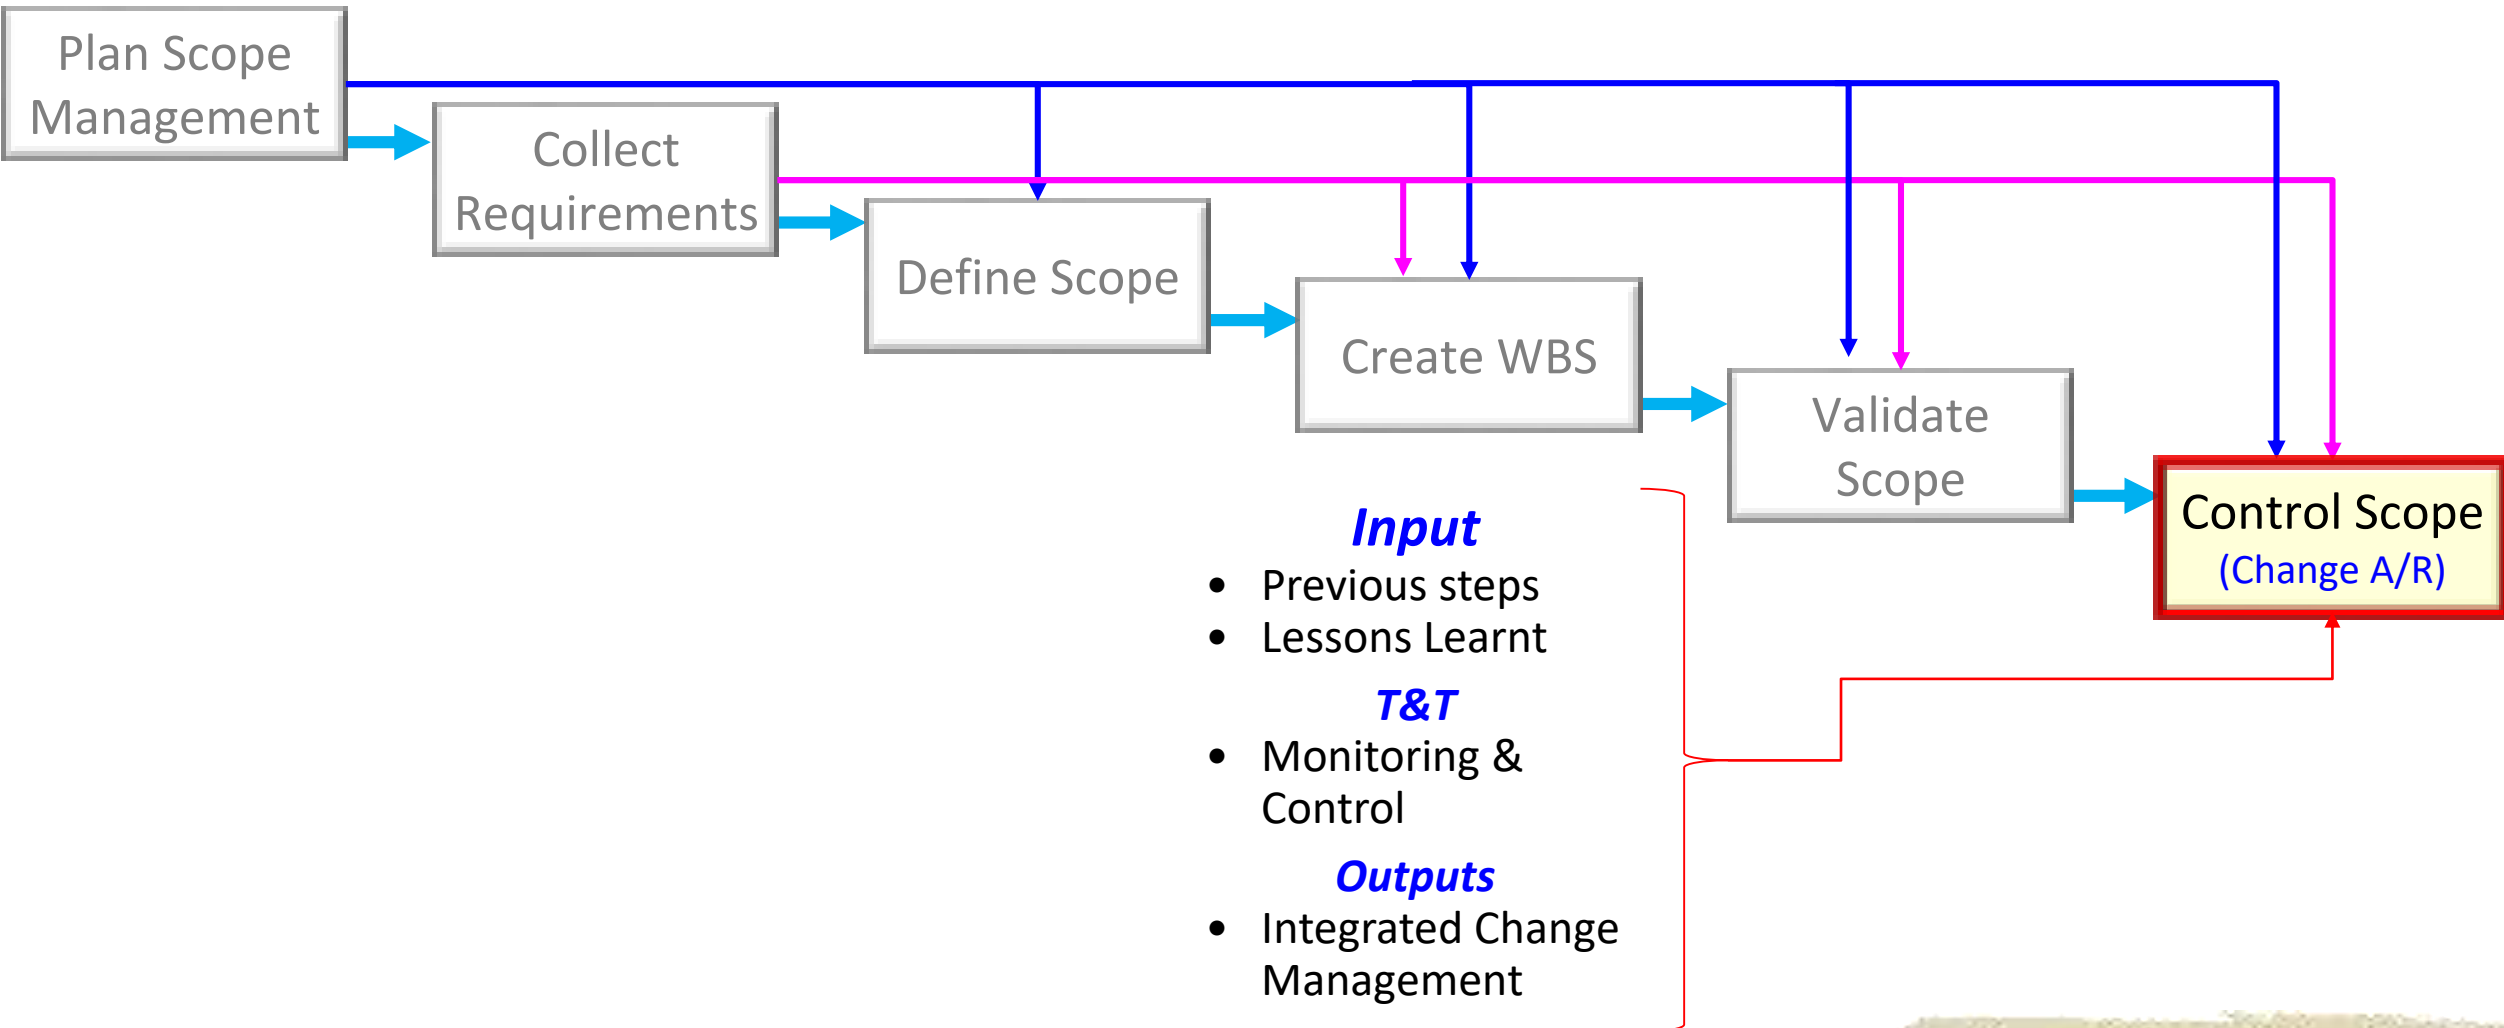 Plan Scope
Management
Collect
Requirements
Define Scope
Create WBS
Validate
Scope
Control Scope
(Change A/R)
Input
• Previous steps
• Lessons Learnt
T&T
• Monitoring &
Control
Outputs
• Integrated Change
Management